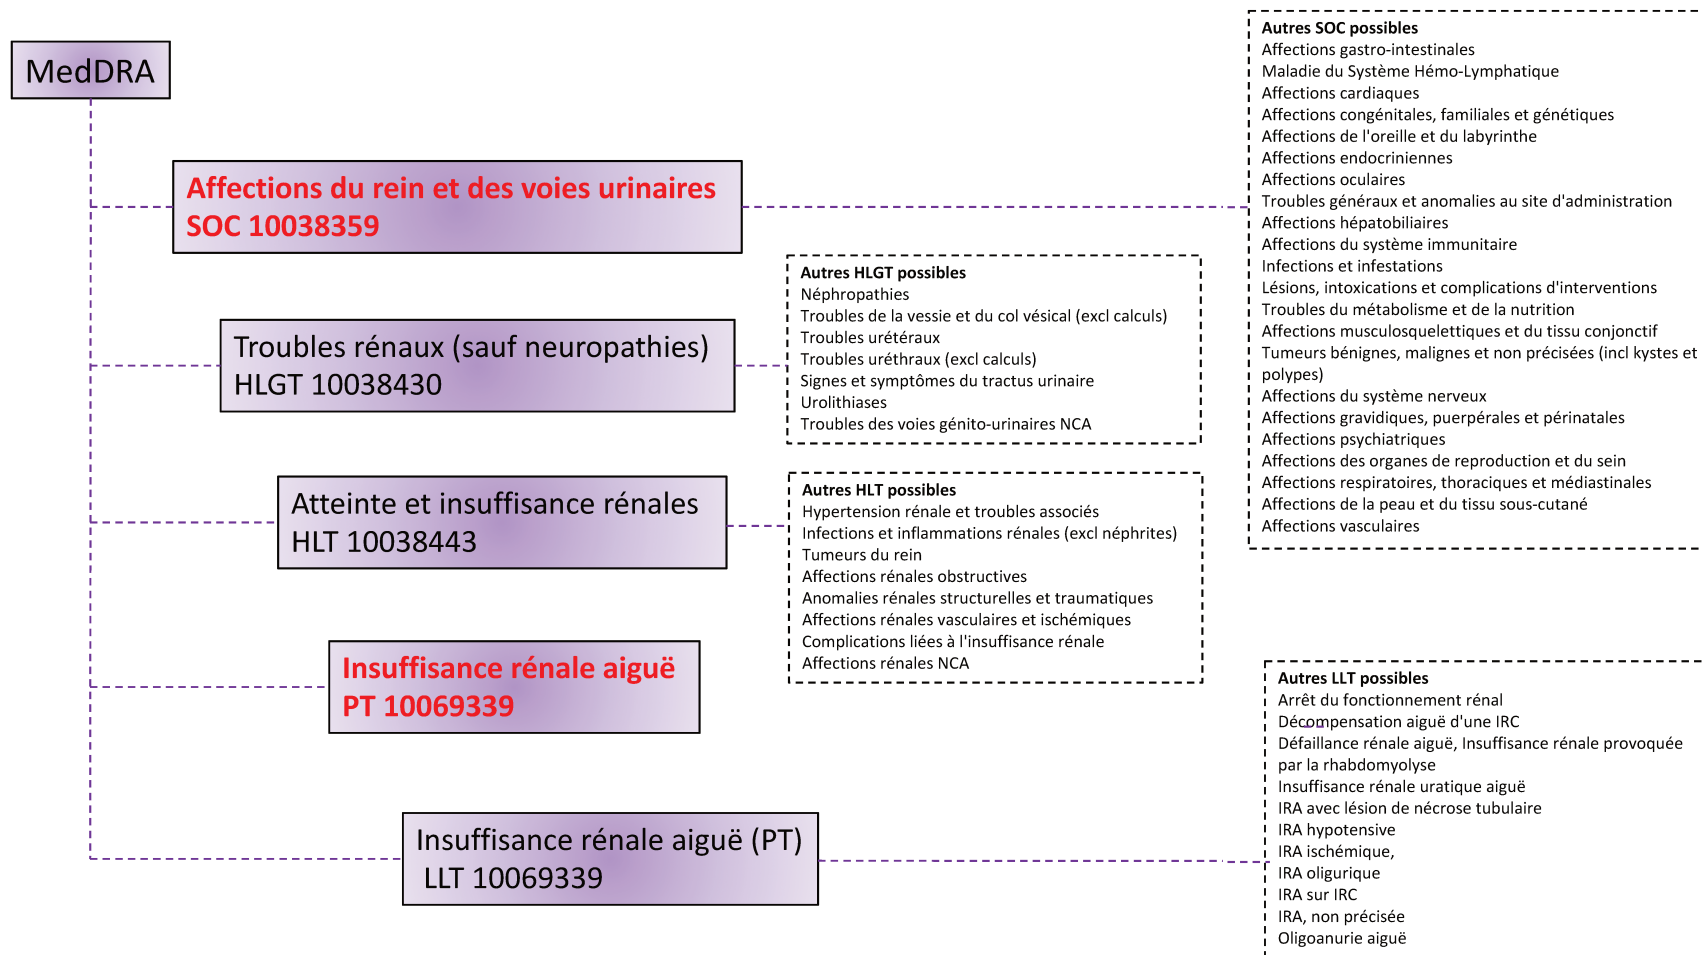 MedDRA
Affections du rein et des voies urinaires
SOC 10038359
Troubles rénaux (sauf neuropathies)
HLGT 10038430
Atteinte et insuffisance rénales
HLT 10038443
Insuffisance rénale aiguë
PT 10069339
Insuffisance rénale aiguë (PT)
LLT 10069339
Autres SOC possibles
Affections gastro-intestinales
Maladie du Système Hémo-Lymphatique
Affections cardiaques
Affections congénitales, familiales et génétiques
Affections de l'oreille et du labyrinthe
Affections endocriniennes
Affections oculaires
Troubles généraux et anomalies au site d'administration
Affections hépatobiliaires
Affections du système immunitaire
Infections et infestations
Lésions, intoxications et complications d'interventions
Troubles du métabolisme et de la nutrition
Affections musculosquelettiques et du tissu conjonctif
Tumeurs bénignes, malignes et non précisées (incl kystes et
polypes)
Affections du système nerveux
Affections gravidiques, puerpérales et périnatales
Affections psychiatriques
Affections des organes de reproduction et du sein
Affections respiratoires, thoraciques et médiastinales
Affections de la peau et du tissu sous-cutané
Affections vasculaires
Autres HLGT possibles
Néphropathies
Troubles de la vessie et du col vésical (excl calculs)
Troubles urétéraux
Troubles uréthraux (excl calculs)
Signes et symptômes du tractus urinaire
Urolithiases
Troubles des voies génito-urinaires NCA
Autres HLT possibles
Hypertension rénale et troubles associés
Infections et inflammations rénales (excl néphrites)
Tumeurs du rein
Affections rénales obstructives
Anomalies rénales structurelles et traumatiques
Affections rénales vasculaires et ischémiques
Complications liées à l'insuffisance rénale
Affections rénales NCA
Autres LLT possibles
Arrêt du fonctionnement rénal
Décompensation aiguë d'une IRC
Défaillance rénale aiguë, Insuffisance rénale provoquée
par la rhabdomyolyse
Insuffisance rénale uratique aiguë
IRA avec lésion de nécrose tubulaire
IRA hypotensive
IRA ischémique,
IRA oligurique
IRA sur IRC
IRA, non précisée
Oligoanurie aiguë